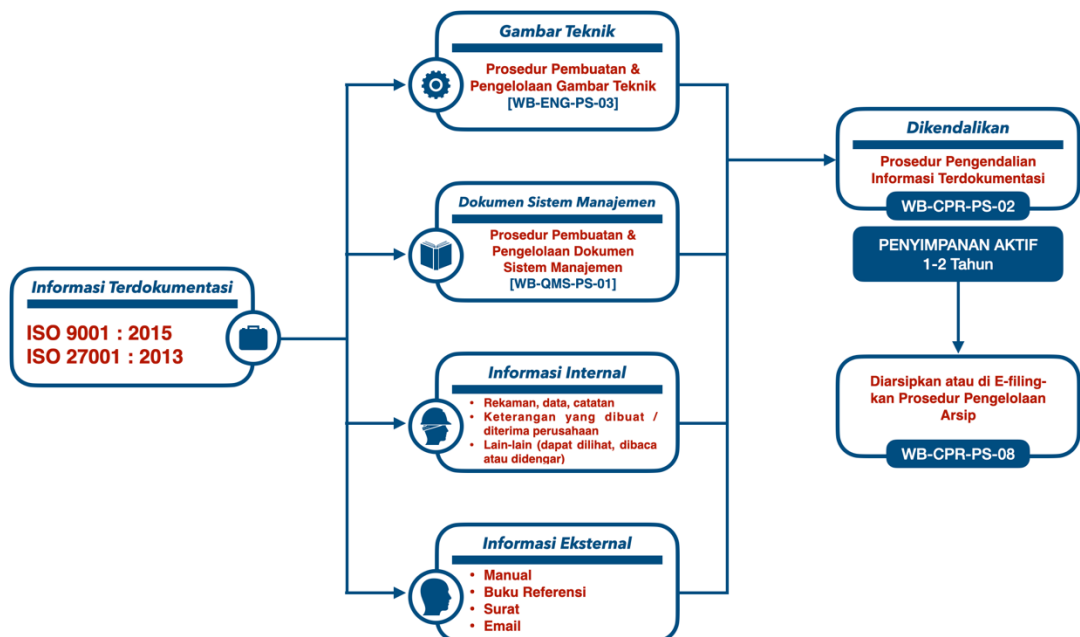 Informasi Terdokumentasi
ISO 9001 : 2015
ISO 27001 : 2013
Gambar Teknik
Prosedur Pembuatan &
Pengelolaan Gambar Teknik
[WB-ENG-PS-03]
Dokumen Sistem Manajemen
Prosedur Pembuatan &
Pengelolaan Dokumen
Sistem Manajemen
[WB-QMS-PS-01]
Informasi Internal
• Rekaman, data, catatan
• Keterangan yang dibuat /
diterima perusahaan
• Lain-lain (dapat dilihat, dibaca
atau didengar)
Informasi Eksternal
• Manual
• Buku Referensi
• Surat
• Email
Dikendalikan
Prosedur Pengendalian
Informasi Terdokumentasi
WB-CPR-PS-02
PENYIMPANAN AKTIF
1-2 Tahun
Diarsipkan atau di E-filing-
kan Prosedur Pengelolaan
Arsip
WB-CPR-PS-08